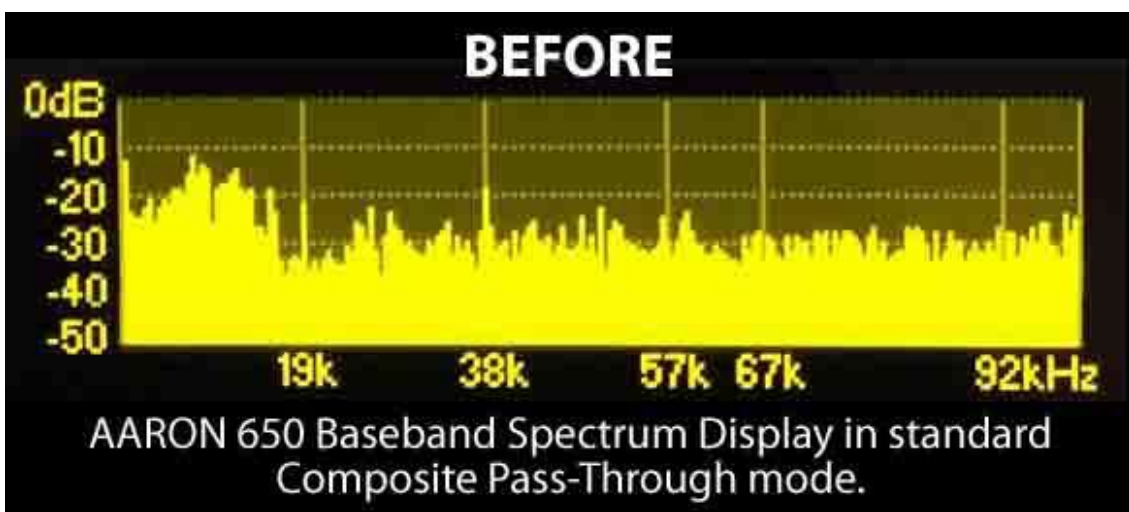 BEFORE
0dB
-10
-20
-30
-40
-50
19k 38k 57k 67k 92kHz
AARON 650 Baseband Spectrum Display in standard
Composite Pass-Through mode.